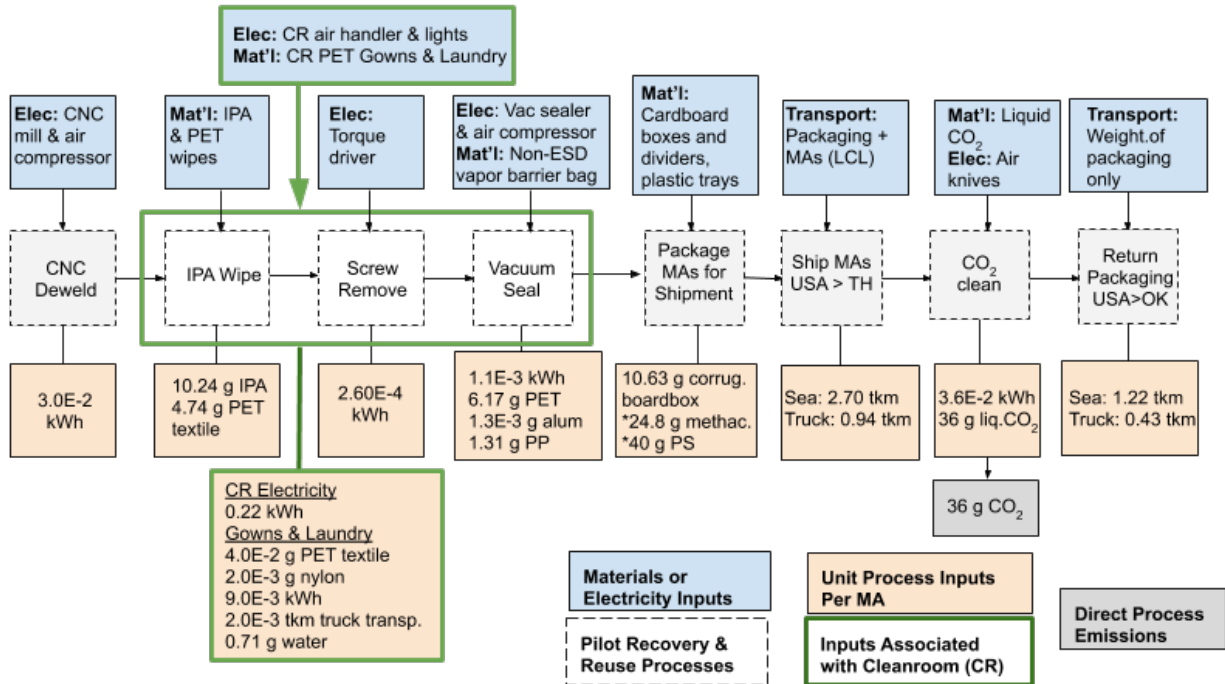 Elec: CR air handler & lights
Mat'l: CR PET Gowns & Laundry
Elec: CNC
mill & air
compressor
Mat'l: IPA
& PET
wipes
Elec:
Torque
driver
Elec: Vac sealer
& air compressor
Mat'l: Non-ESD
vapor barrier bag
Mat'l:
Cardboard
boxes and
dividers,
plastic trays
Transport:
Packaging +
MAs (LCL)
Mat'l: Liquid
CO2
Elec: Air
knives
Transport:
Weight.of
packaging
only
CNC
Deweld
IPA Wipe
Screw
Remove
Vacuum
Seal
Package
MAs for
Shipment
Ship MAs
USA > TH
CO2
clean
Return
Packaging
USA>OK
3.0E-2
kWh
10.24 g IPA
4.74 g PET
textile
2.60E-4
kWh
1.1E-3 kWh
6.17 g PET
1.3E-3 g alum
1.31 g PP
10.63 g corrug.
boardbox
*24.8 g methac.
*40 g PS
Sea: 2.70 tkm
Truck: 0.94 tkm
3.6E-2 kWh
36 g liq.CO2
Sea: 1.22 tkm
Truck: 0.43 tkm
36 g CO2
CR Electricity
0.22 kWh
Gowns & Laundry
4.0E-2 g PET textile
2.0E-3 g nylon
9.0E-3 kWh
2.0E-3 tkm truck transp.
0.71 g water
Materials or
Electricity Inputs
Unit Process Inputs
Per MA
Direct Process
Emissions
Pilot Recovery &
Reuse Processes
Inputs Associated
with Cleanroom (CR)